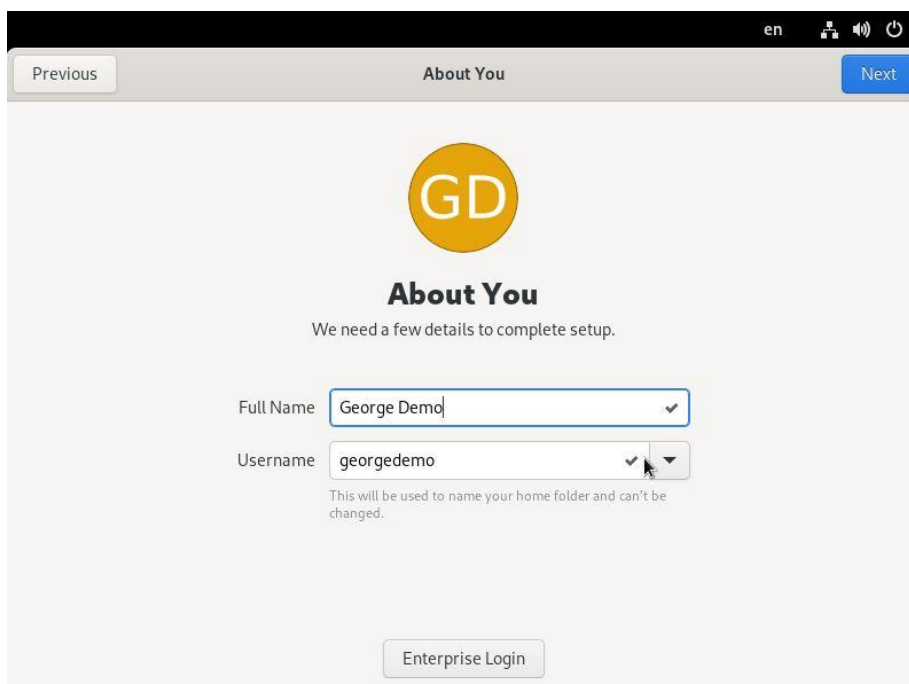 en
Previous
About You
Next
GD
About You
We need a few details to complete setup.
Full Name George Demo
Username georgedemo
This will be used to name your home folder and can't be
changed.
Enterprise Login